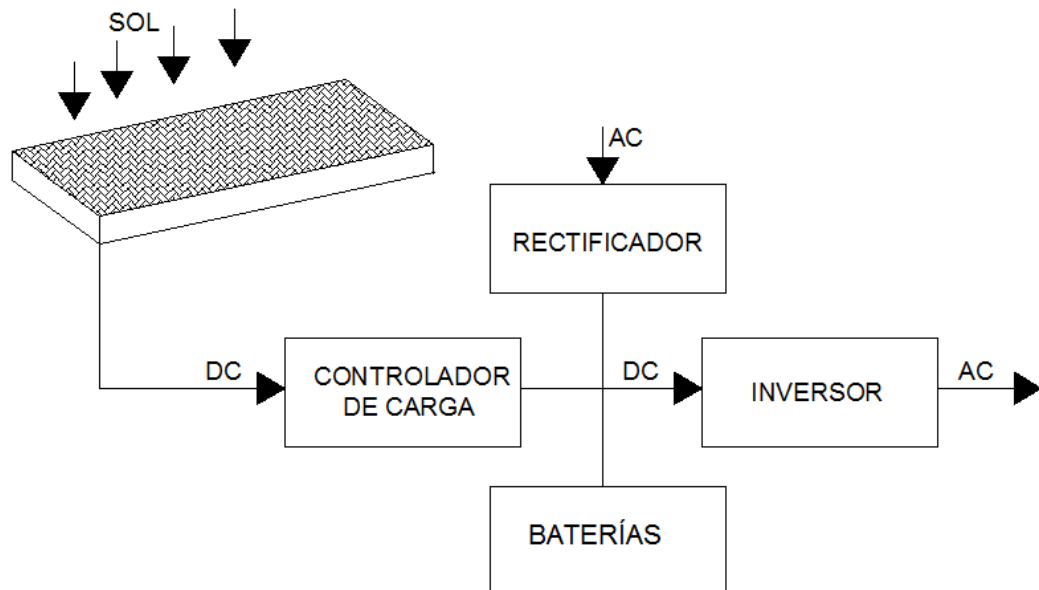 SOL
AC
RECTIFICADOR
DC
CONTROLADOR
DE CARGA
DC
INVERSOR
AC
BATERÍAS